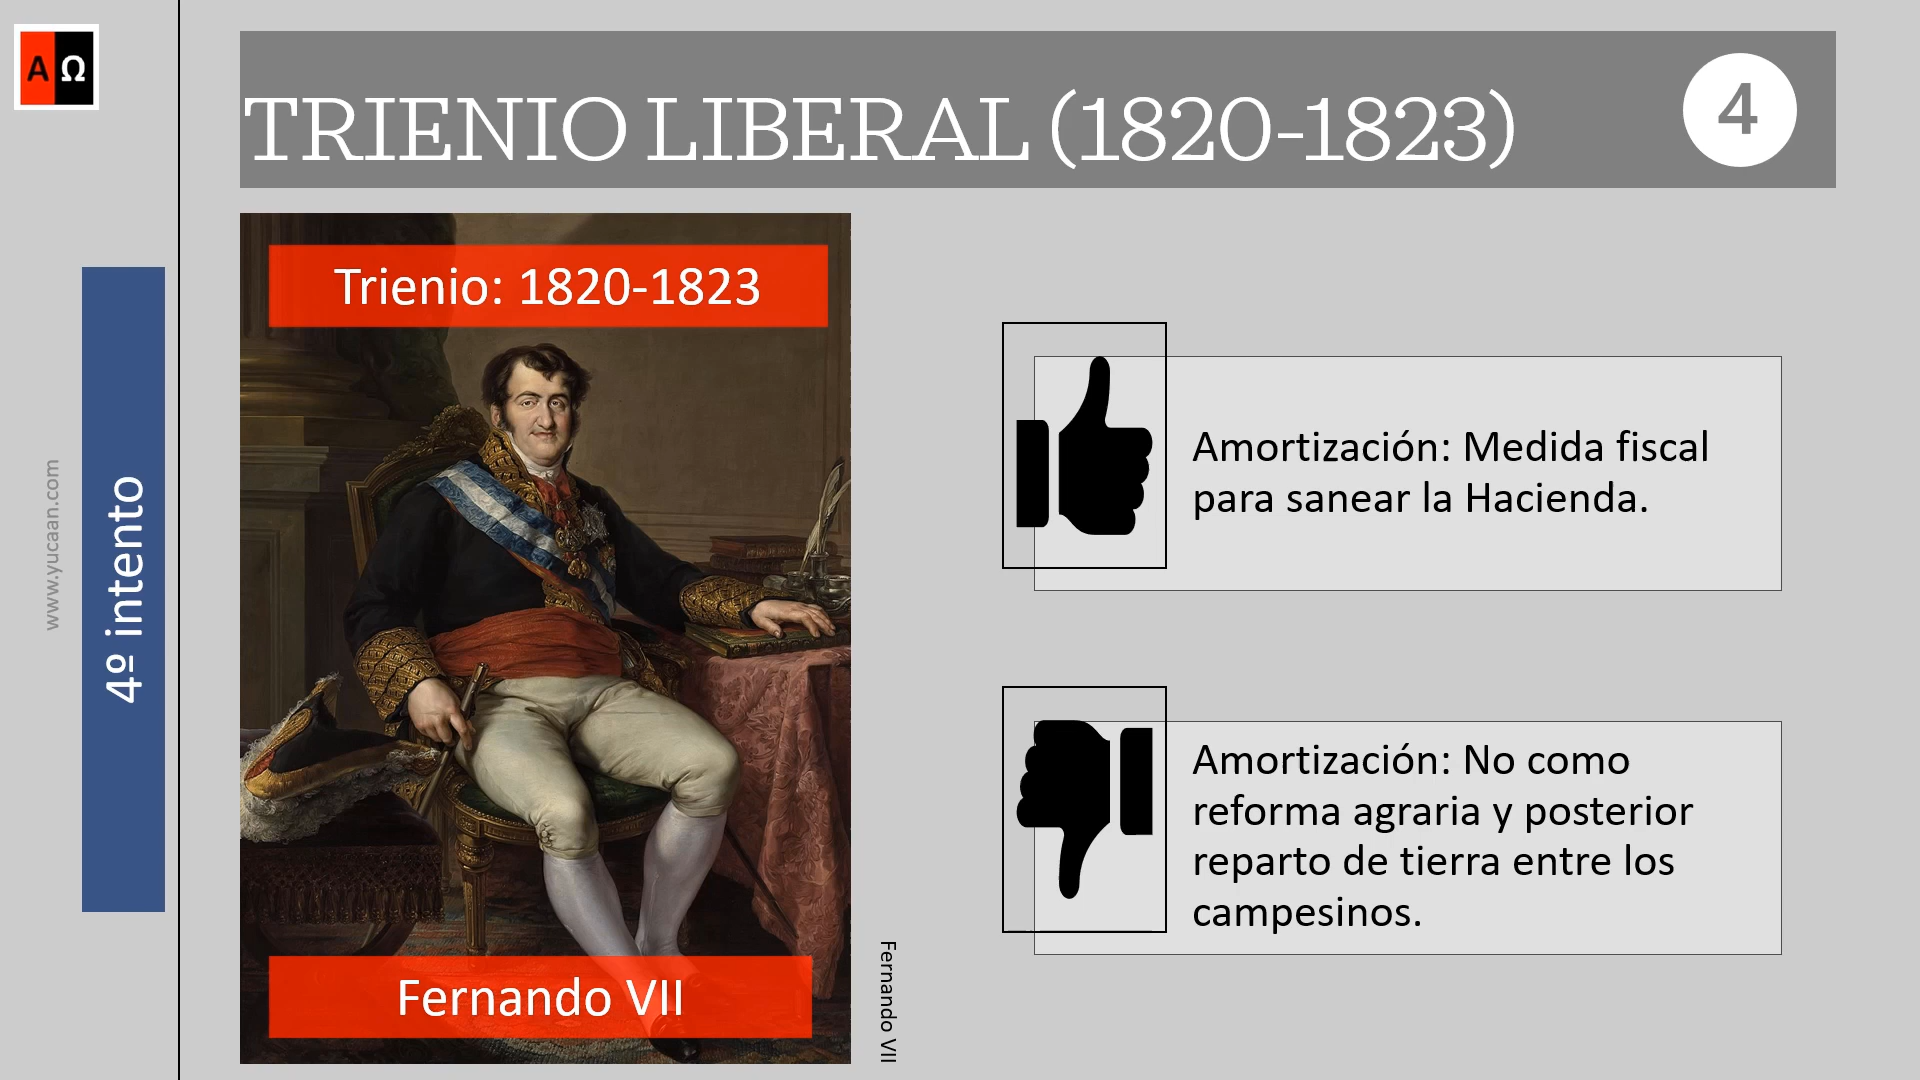 A Ω
TRIENIO LIBERAL (1820-1823)
4
www.yucaan.com
4º intento
Trienio: 1820-1823
Fernando VII
Fernando VII
Amortización: Medida fiscal
para sanear la Hacienda.
Amortización: No como
reforma agraria y posterior
reparto de tierra entre los
campesinos.